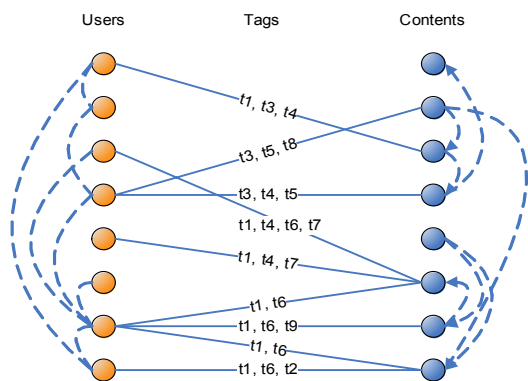 Users Tags Contents
t1, t3, t4
t3, t5, t8
t3, t4, t5
t1, t4, t6, t7
t1, t4, t7
t1, t6
t1, t6, t9
t1, t6
t1, t6, t2